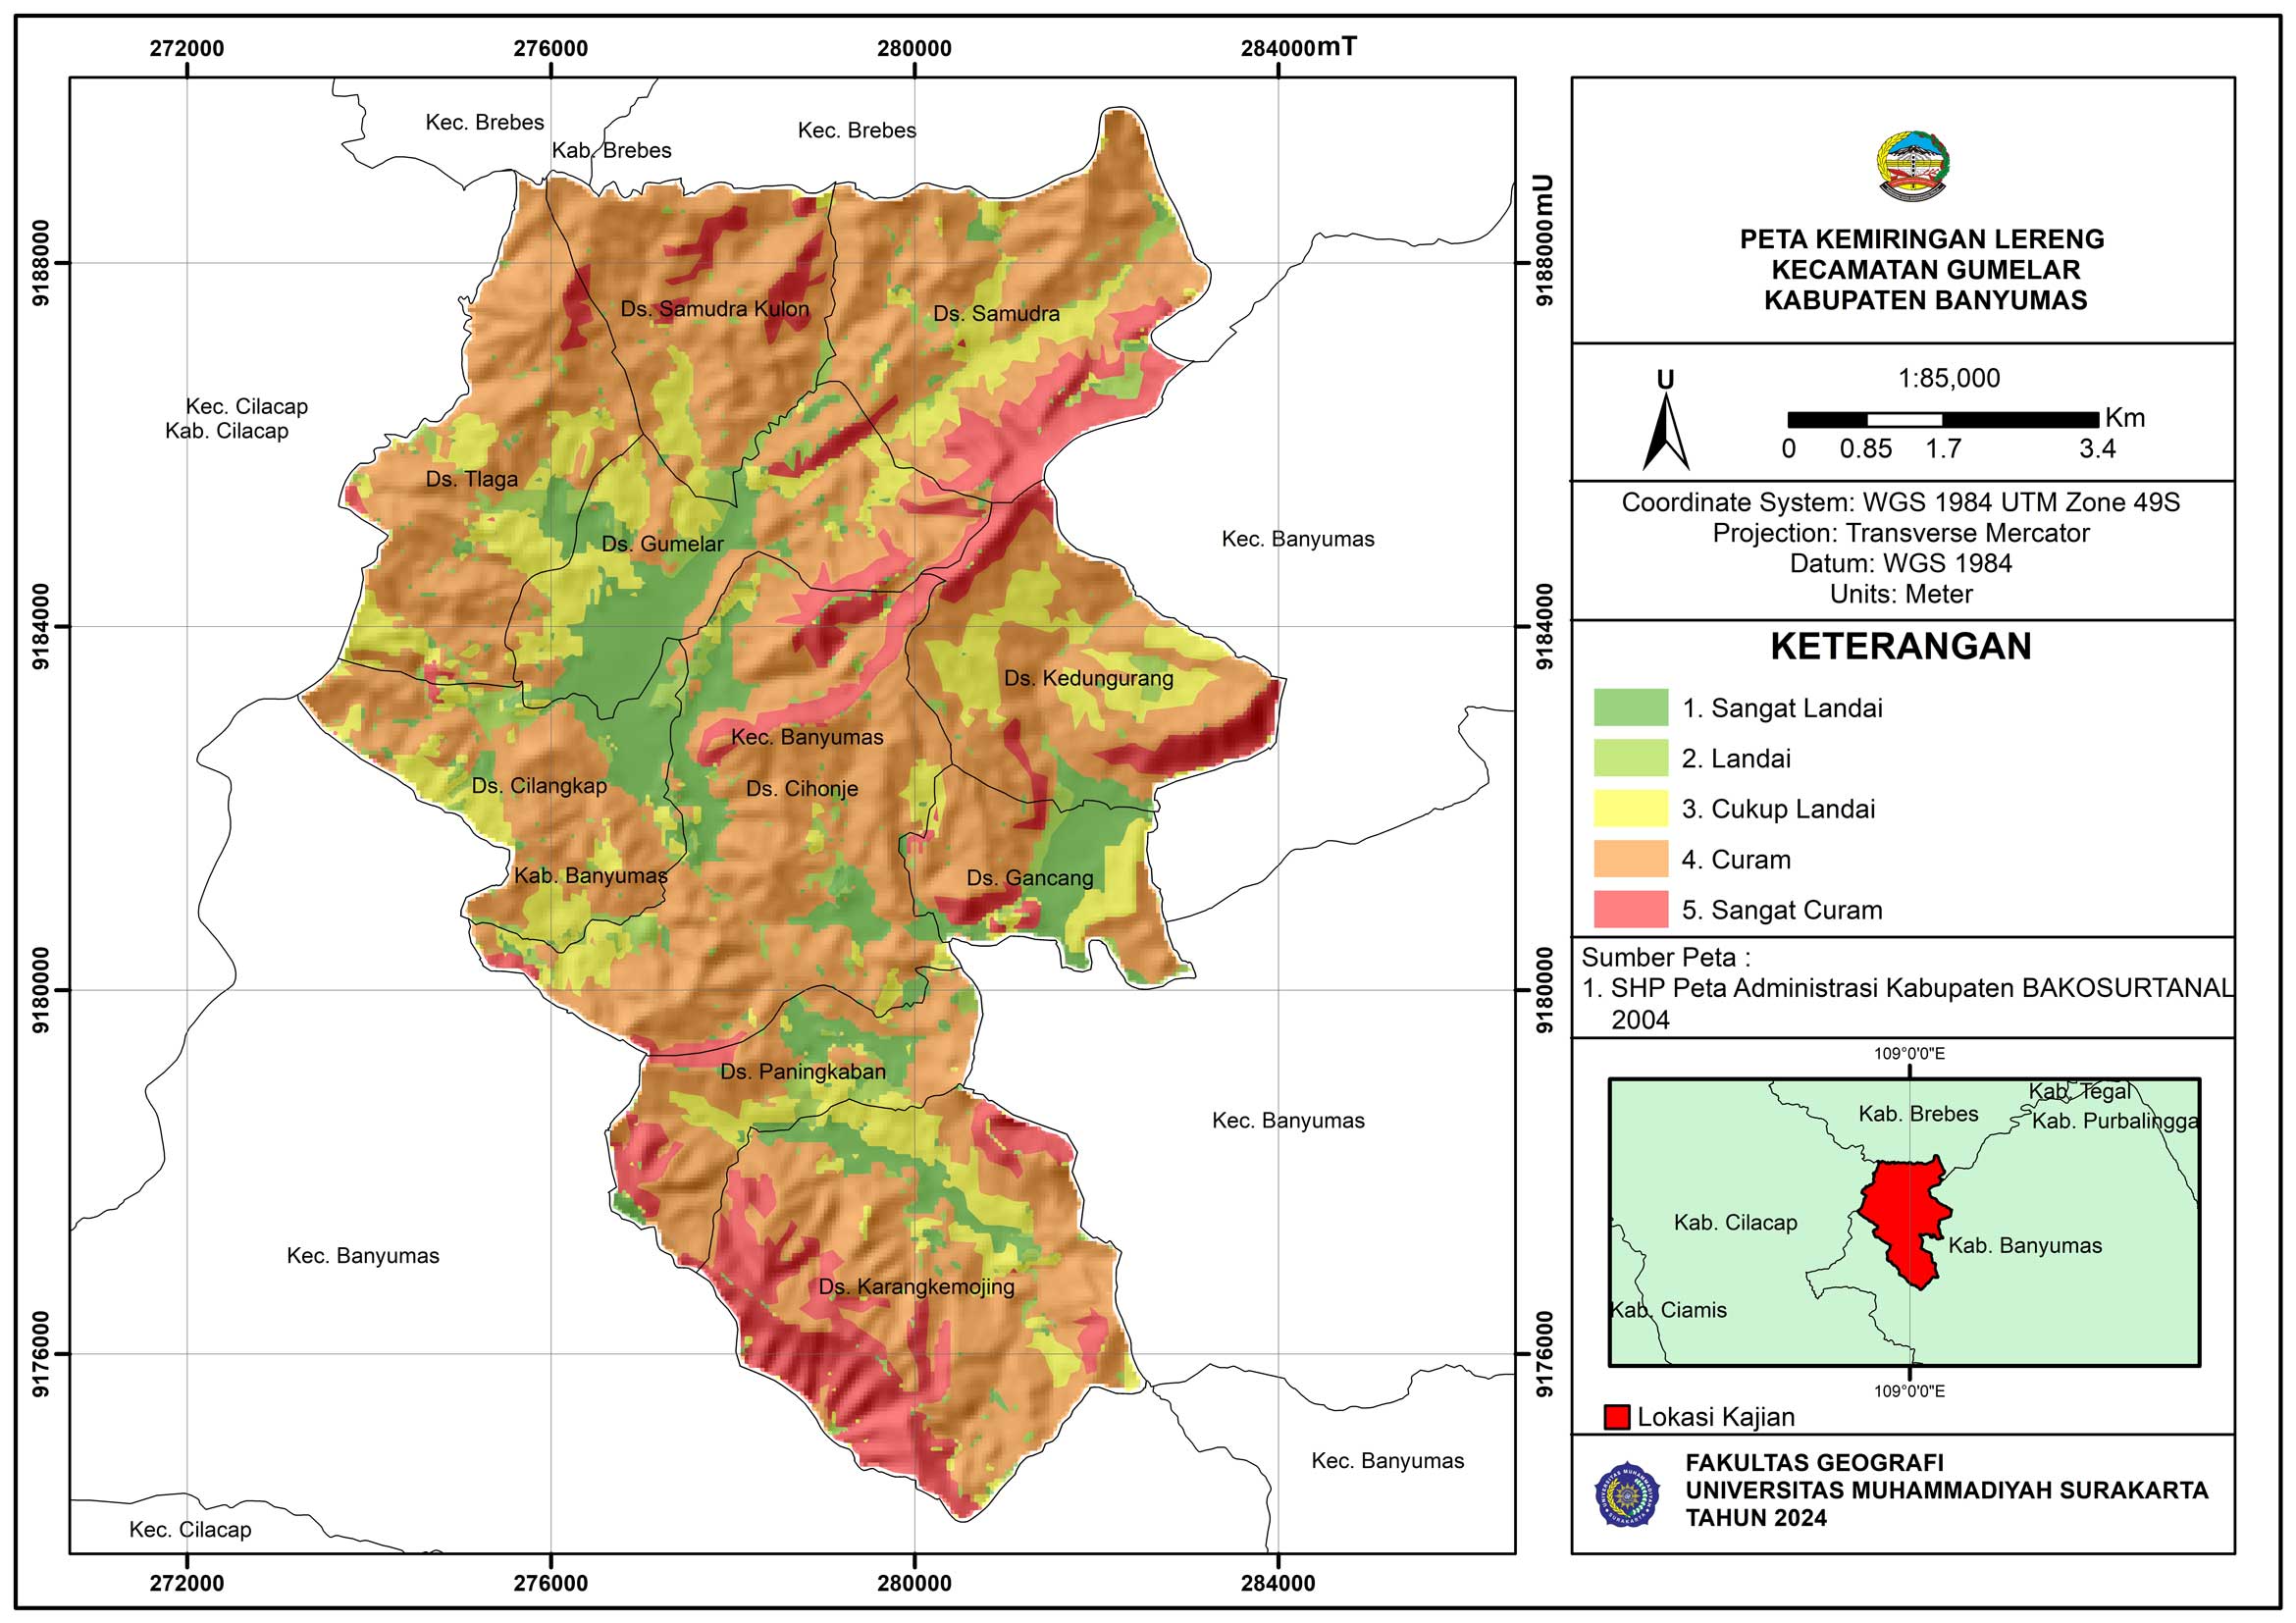 272000
276000
280000
284000mT
Kec. Brebes
Kec. Brebes
Kab. Brebes
9188000
9188000mU
Ds. Samudra Kulon
Ds. Samudra
Kec. Cilacap
Kab. Cilacap
Ds. Tlaga
Ds. Gumelar
Kec. Banyumas
9184000
9184000
Ds. Kedungurang
Kec. Banyumas
Ds. Cilangkap
Ds. Cihonje
Kab. Banyumas
Ds. Gancang
9180000
9180000
Ds. Paningkaban
Kec. Banyumas
Kec. Banyumas
Ds. Karangkemojing
9176000
9176000
Kec. Banyumas
Kec. Cilacap
272000
276000
280000
284000
PETA KEMIRINGAN LERENG
KECAMATAN GUMELAR
KABUPATEN BANYUMAS
U
1:85,000
Km
0 0.85 1.7 3.4
Coordinate System: WGS 1984 UTM Zone 49S
Projection: Transverse Mercator
Datum: WGS 1984
Units: Meter
KETERANGAN
1. Sangat Landai
2. Landai
3. Cukup Landai
4. Curam
5. Sangat Curam
Sumber Peta :
1. SHP Peta Administrasi Kabupaten BAKOSURTANAL
2004
109°0'0"E
Kab. Tegal
Kab. Brebes
Kab. Purbalingga
Kab. Cilacap
Kab. Banyumas
Kab. Ciamis
109°0'0"E
Lokasi Kajian
FAKULTAS GEOGRAFI
UNIVERSITAS MUHAMMADIYAH SURAKARTA
TAHUN 2024